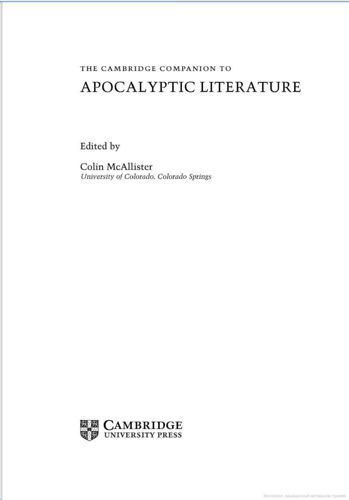 THE CAMBRIDGE COMPANION TO
APOCALYPTIC LITERATURE
Edited by
Colin McAllister
University of Colorado, Colorado Springs
CAMBRIDGE
UNIVERSITY PRESS